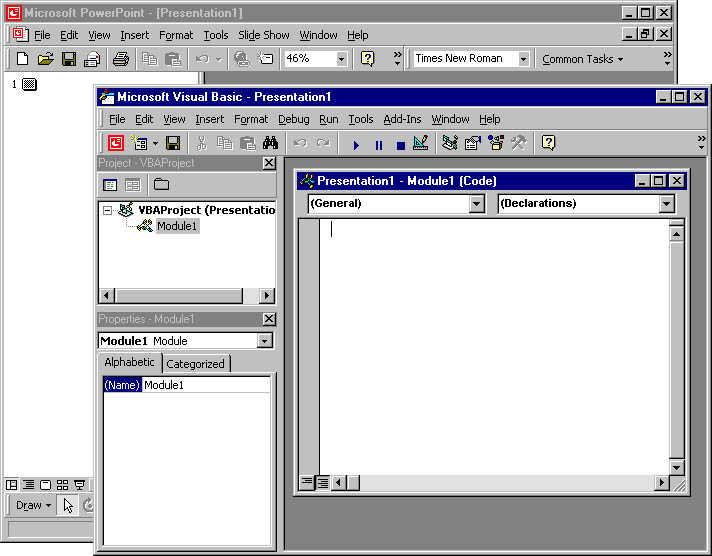 Microsoft PowerPoint - [Presentation1]
File Edit View Insert Format Tools Slide Show Window Help
46% Times New Roman Common Tasks
1
Microsoft Visual Basic - Presentation1
File Edit View Insert Format Debug Run Tools Add-Ins Window Help
Project - VBAProject
VBAProject (Presentatio
Module1
Presentation1 - Module1 (Code)
(General) (Declarations)
Properties - Module1
Module1 Module
Alphabetic Categorized
(Name) Module1
Draw